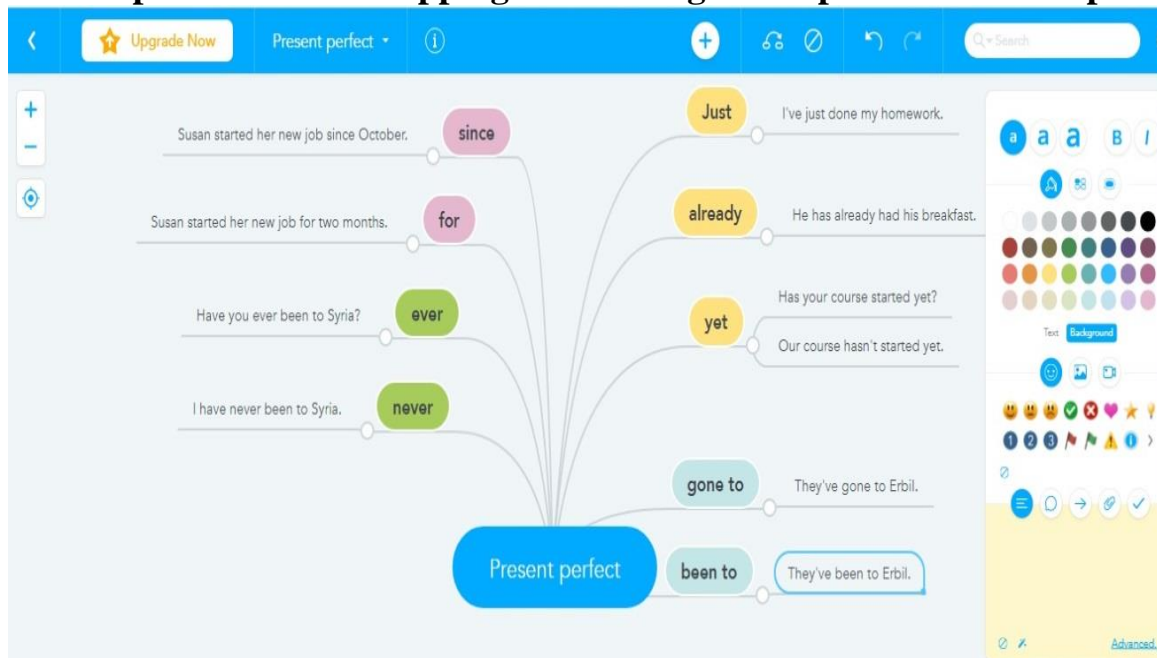 Upgrade Now
Present perfect
Search
since
Susan started her new job since October.
for
Susan started her new job for two months.
ever
Have you ever been to Syria?
never
I have never been to Syria.
Just
I've just done my homework.
already
He has already had his breakfast.
yet
Has your course started yet?
Our course hasn't started yet.
gone to
They've gone to Erbil.
been to
They've been to Erbil.
Present perfect
a a a B I
Text Background
1 2 3
Advanced.